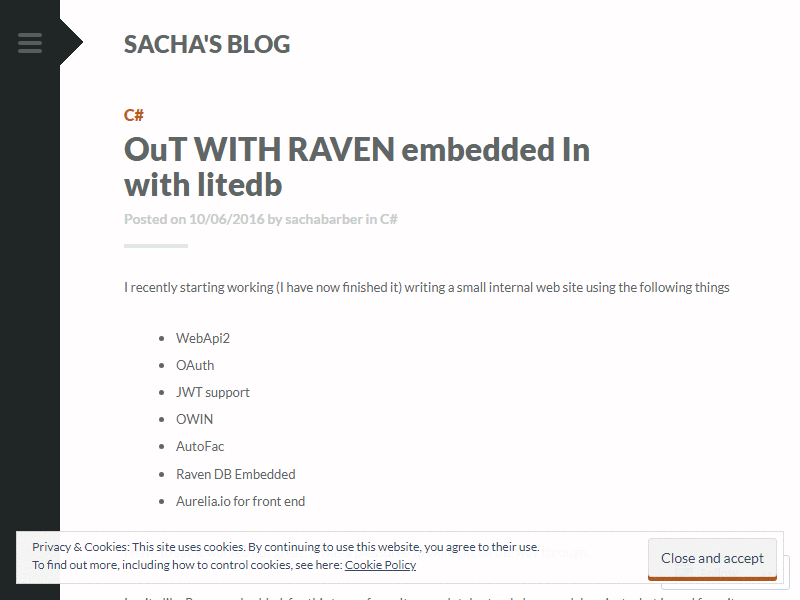 SACHA'S BLOG
C#
OuT WITH RAVEN embedded In
with litedb
Posted on 10/06/2016 by sachabarber in C#
I recently starting working (I have now finished it) writing a small internal web site using the following things
WebApi2
OAuth
JWT support
OWIN
AutoFac
Raven DB Embedded
Aurelia.io for front end
Privacy & Cookies: This site uses cookies. By continuing to use this website, you agree to their use.
To find out more, including how to control cookies, see here: Cookie Policy
Close and accept